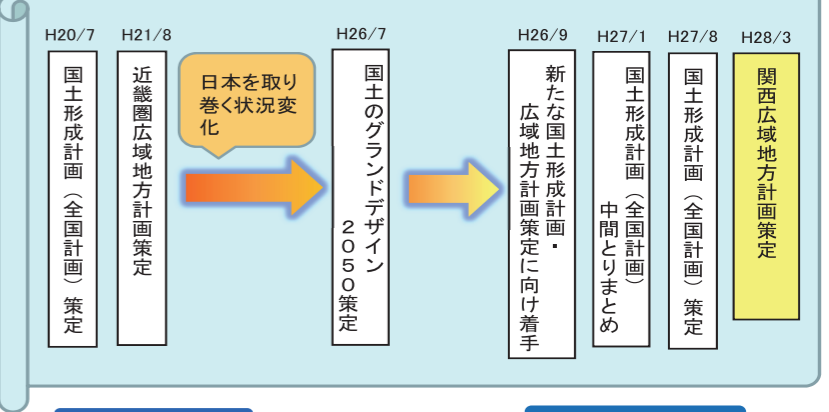 H20/7
国土形成計画（全国計画）策定
H21/8
近畿圏広域地方計画策定
日本を取り
巻く状況変
化
H26/7
国土のグランドデザイン
２０５０策定
H26/9
新たな国土形成計画・
広域地方計画策定に向け着手
H27/1
国土形成計画（全国計画）
中間とりまとめ
H27/8
国土形成計画（全国計画）策定
H28/3
関西広域地方計画策定